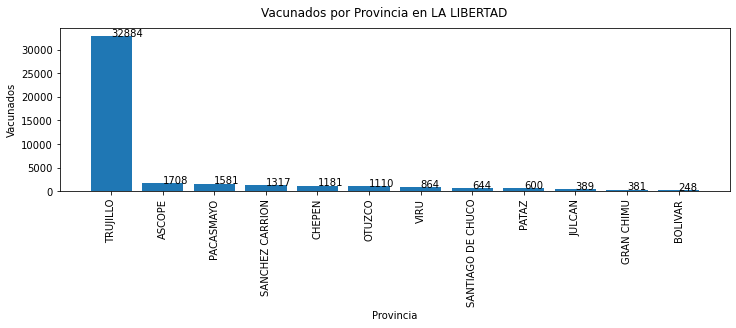 Vacunados por Provincia en LA LIBERTAD
Vacunados
30000
25000
20000
15000
10000
5000
0
32884
1708
1581
1317
1181
1110
864
644
600
389
381
248
TRUJILLO
ASCOPE
PACASMAYO
SANCHEZ CARRION
CHEPEN
OTUZCO
VIRU
SANTIAGO DE CHUCO
PATAZ
JULCAN
GRAN CHIMU
BOLIVAR
Provincia